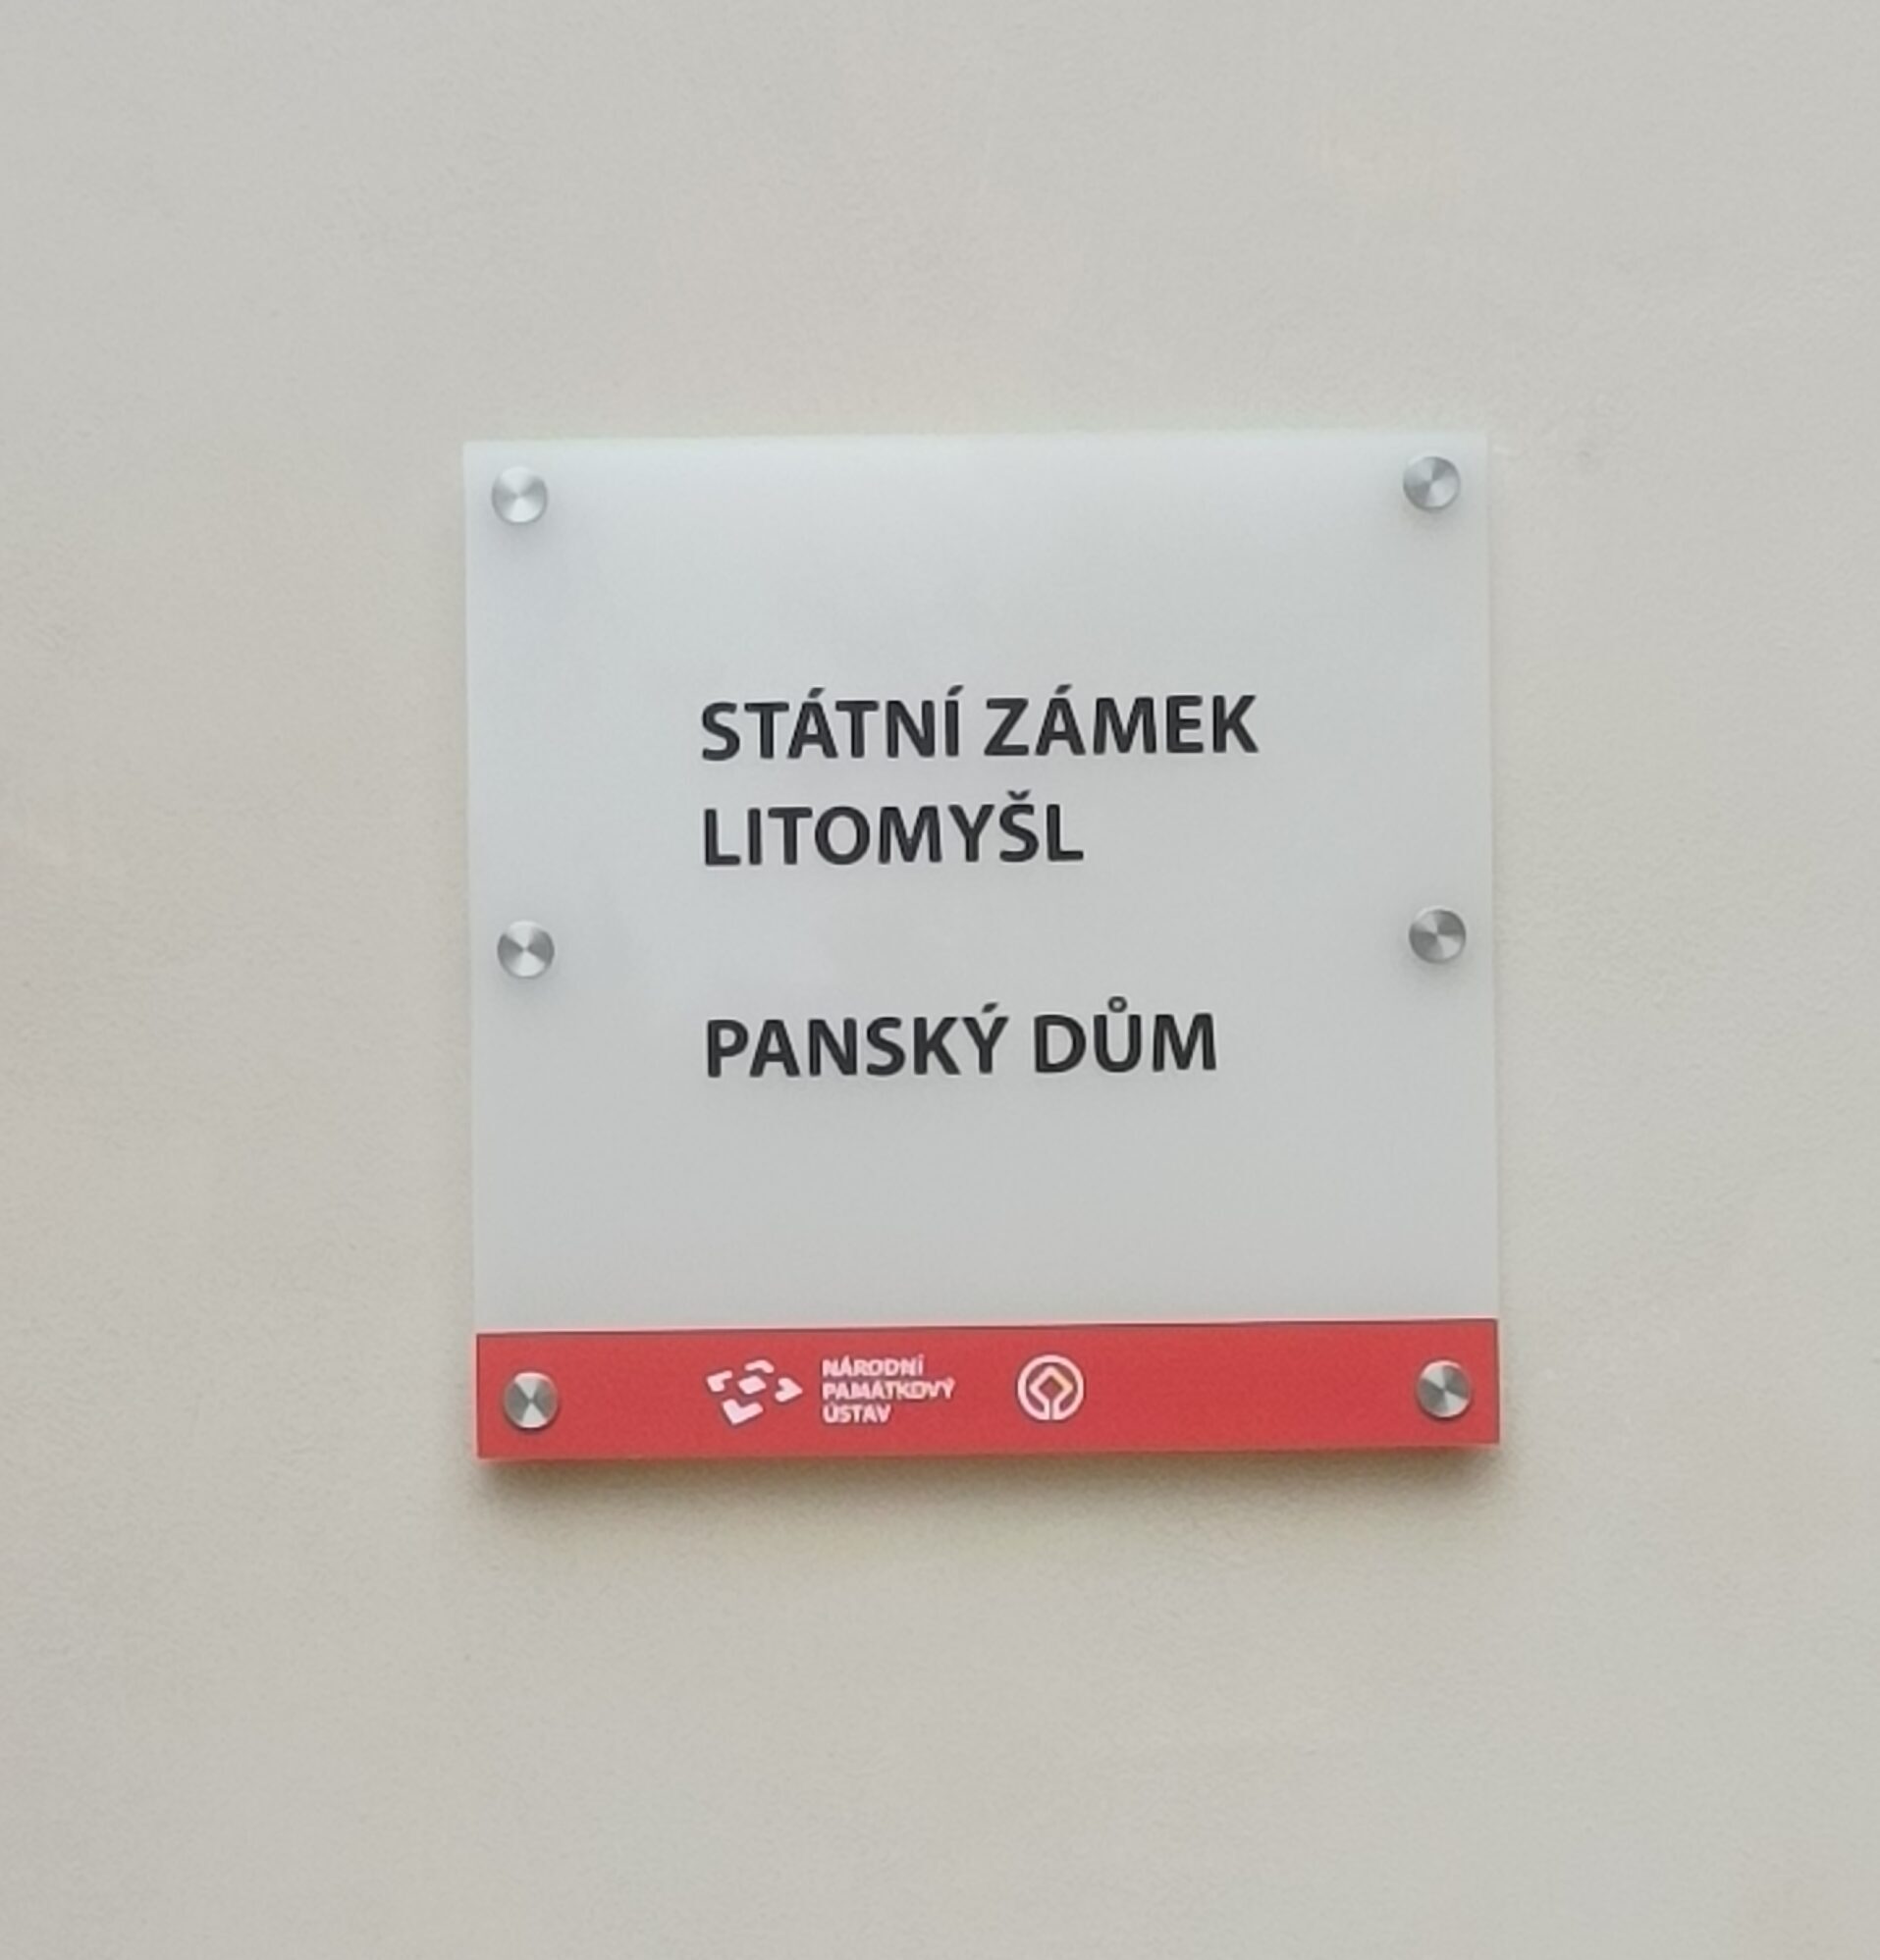 STÁTNÍ ZÁMEK
LITOMYŠL
PANSKÝ DŮM
NÁRODNÍ
PAMÁTKOVÝ
ÚSTAV